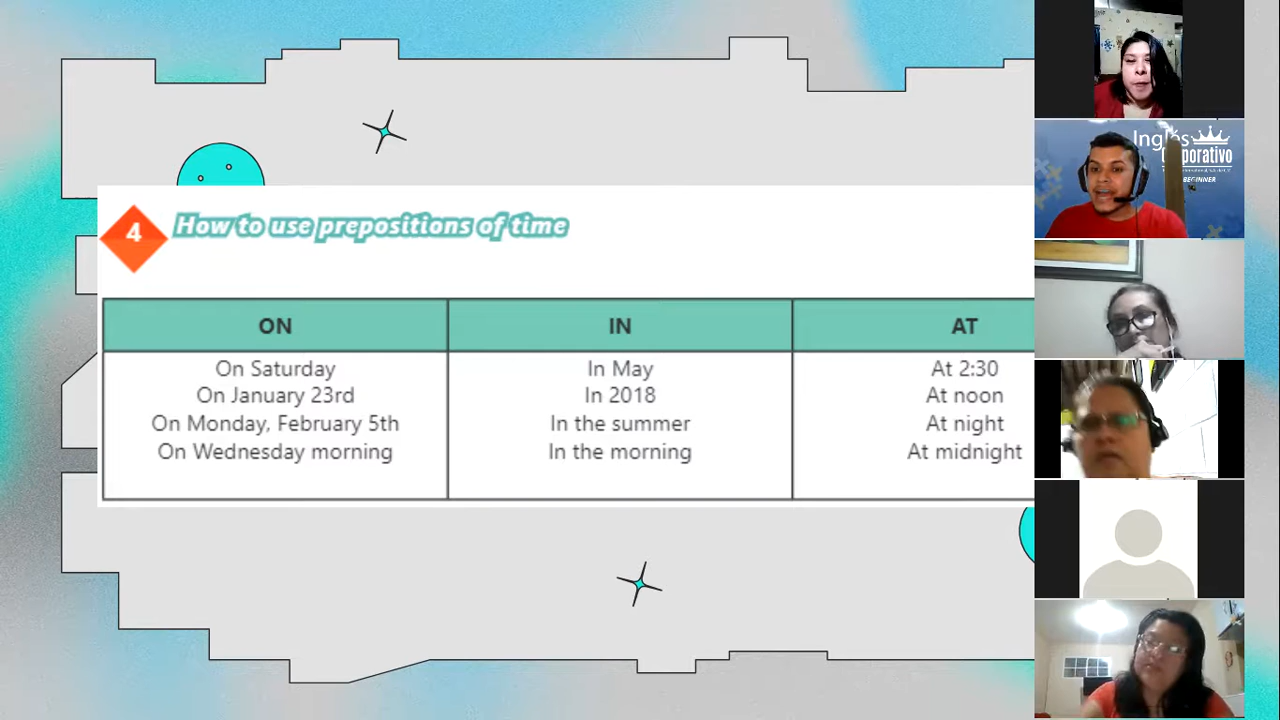 4
How to use prepositions of time
ON
IN
AT
On Saturday
In May
At 2:30
On January 23rd
In 2018
At noon
On Monday, February 5th
In the summer
At night
On Wednesday morning
In the morning
At midnight
Inglés
BEGINNER